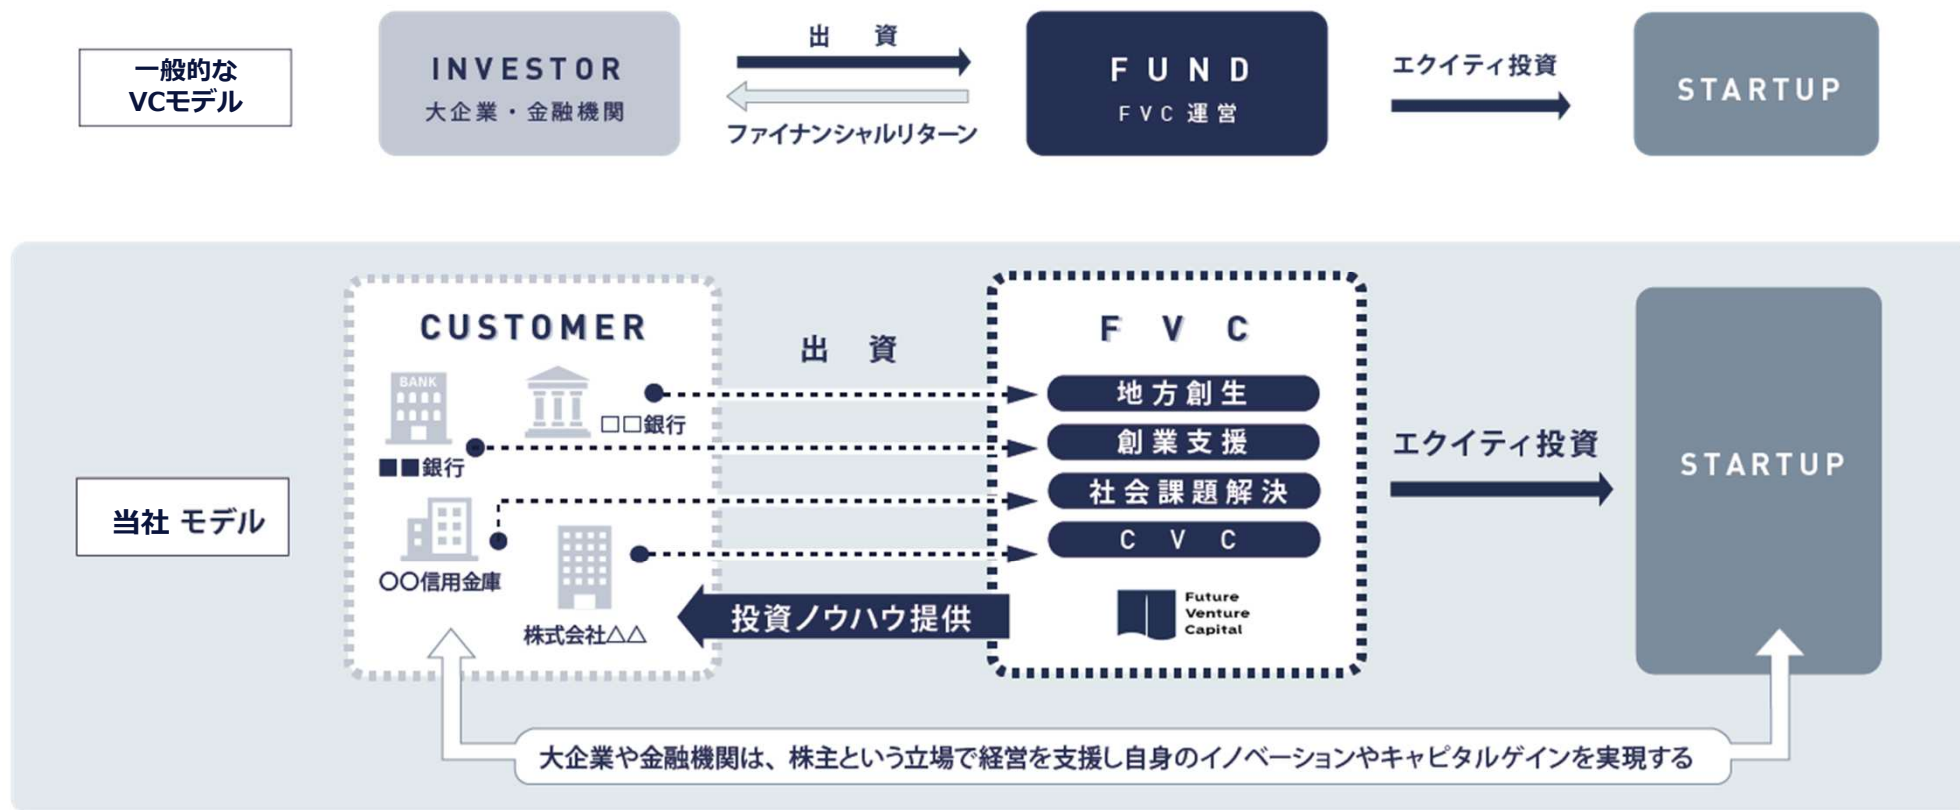 一般的な
VCモデル
INVESTOR
大企業・金融機関
出 資
ファイナンシャルリターン
FUND
FVC 運営
エクイティ投資
STARTUP
当社 モデル
CUSTOMER
BANK
□□銀行
■■銀行
〇〇信用金庫
株式会社△△
出 資
投資ノウハウ提供
F V C
地方創生
創業支援
社会課題解決
C V C
Future
Venture
Capital
エクイティ投資
STARTUP
大企業や金融機関は、株主という立場で経営を支援し自身のイノベーションやキャピタルゲインを実現する